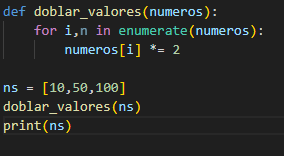 def doblar_valores(numeros):
    for i,n in enumerate(numeros):
        numeros[i] *= 2

ns = [10,50,100]
doblar_valores(ns)
print(ns)